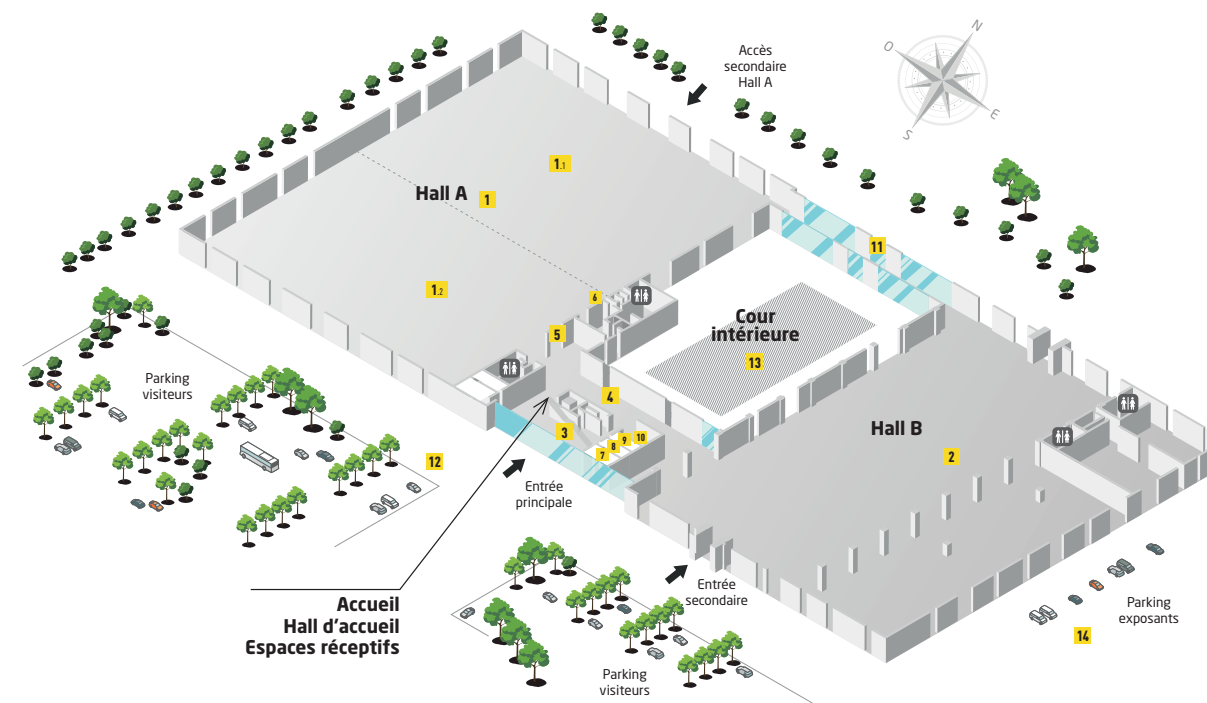 N
O
E
S
Accès
secondaire
Hall A
1.1
Hall A
1
1.2
11
6
5
Cour
intérieure
13
4
3
7
8
9
10
Hall B
2
Parking
visiteurs
12
Entrée
principale
Entrée
secondaire
Accueil
Hall d'accueil
Espaces réceptifs
Parking
visiteurs
Parking
exposants
14